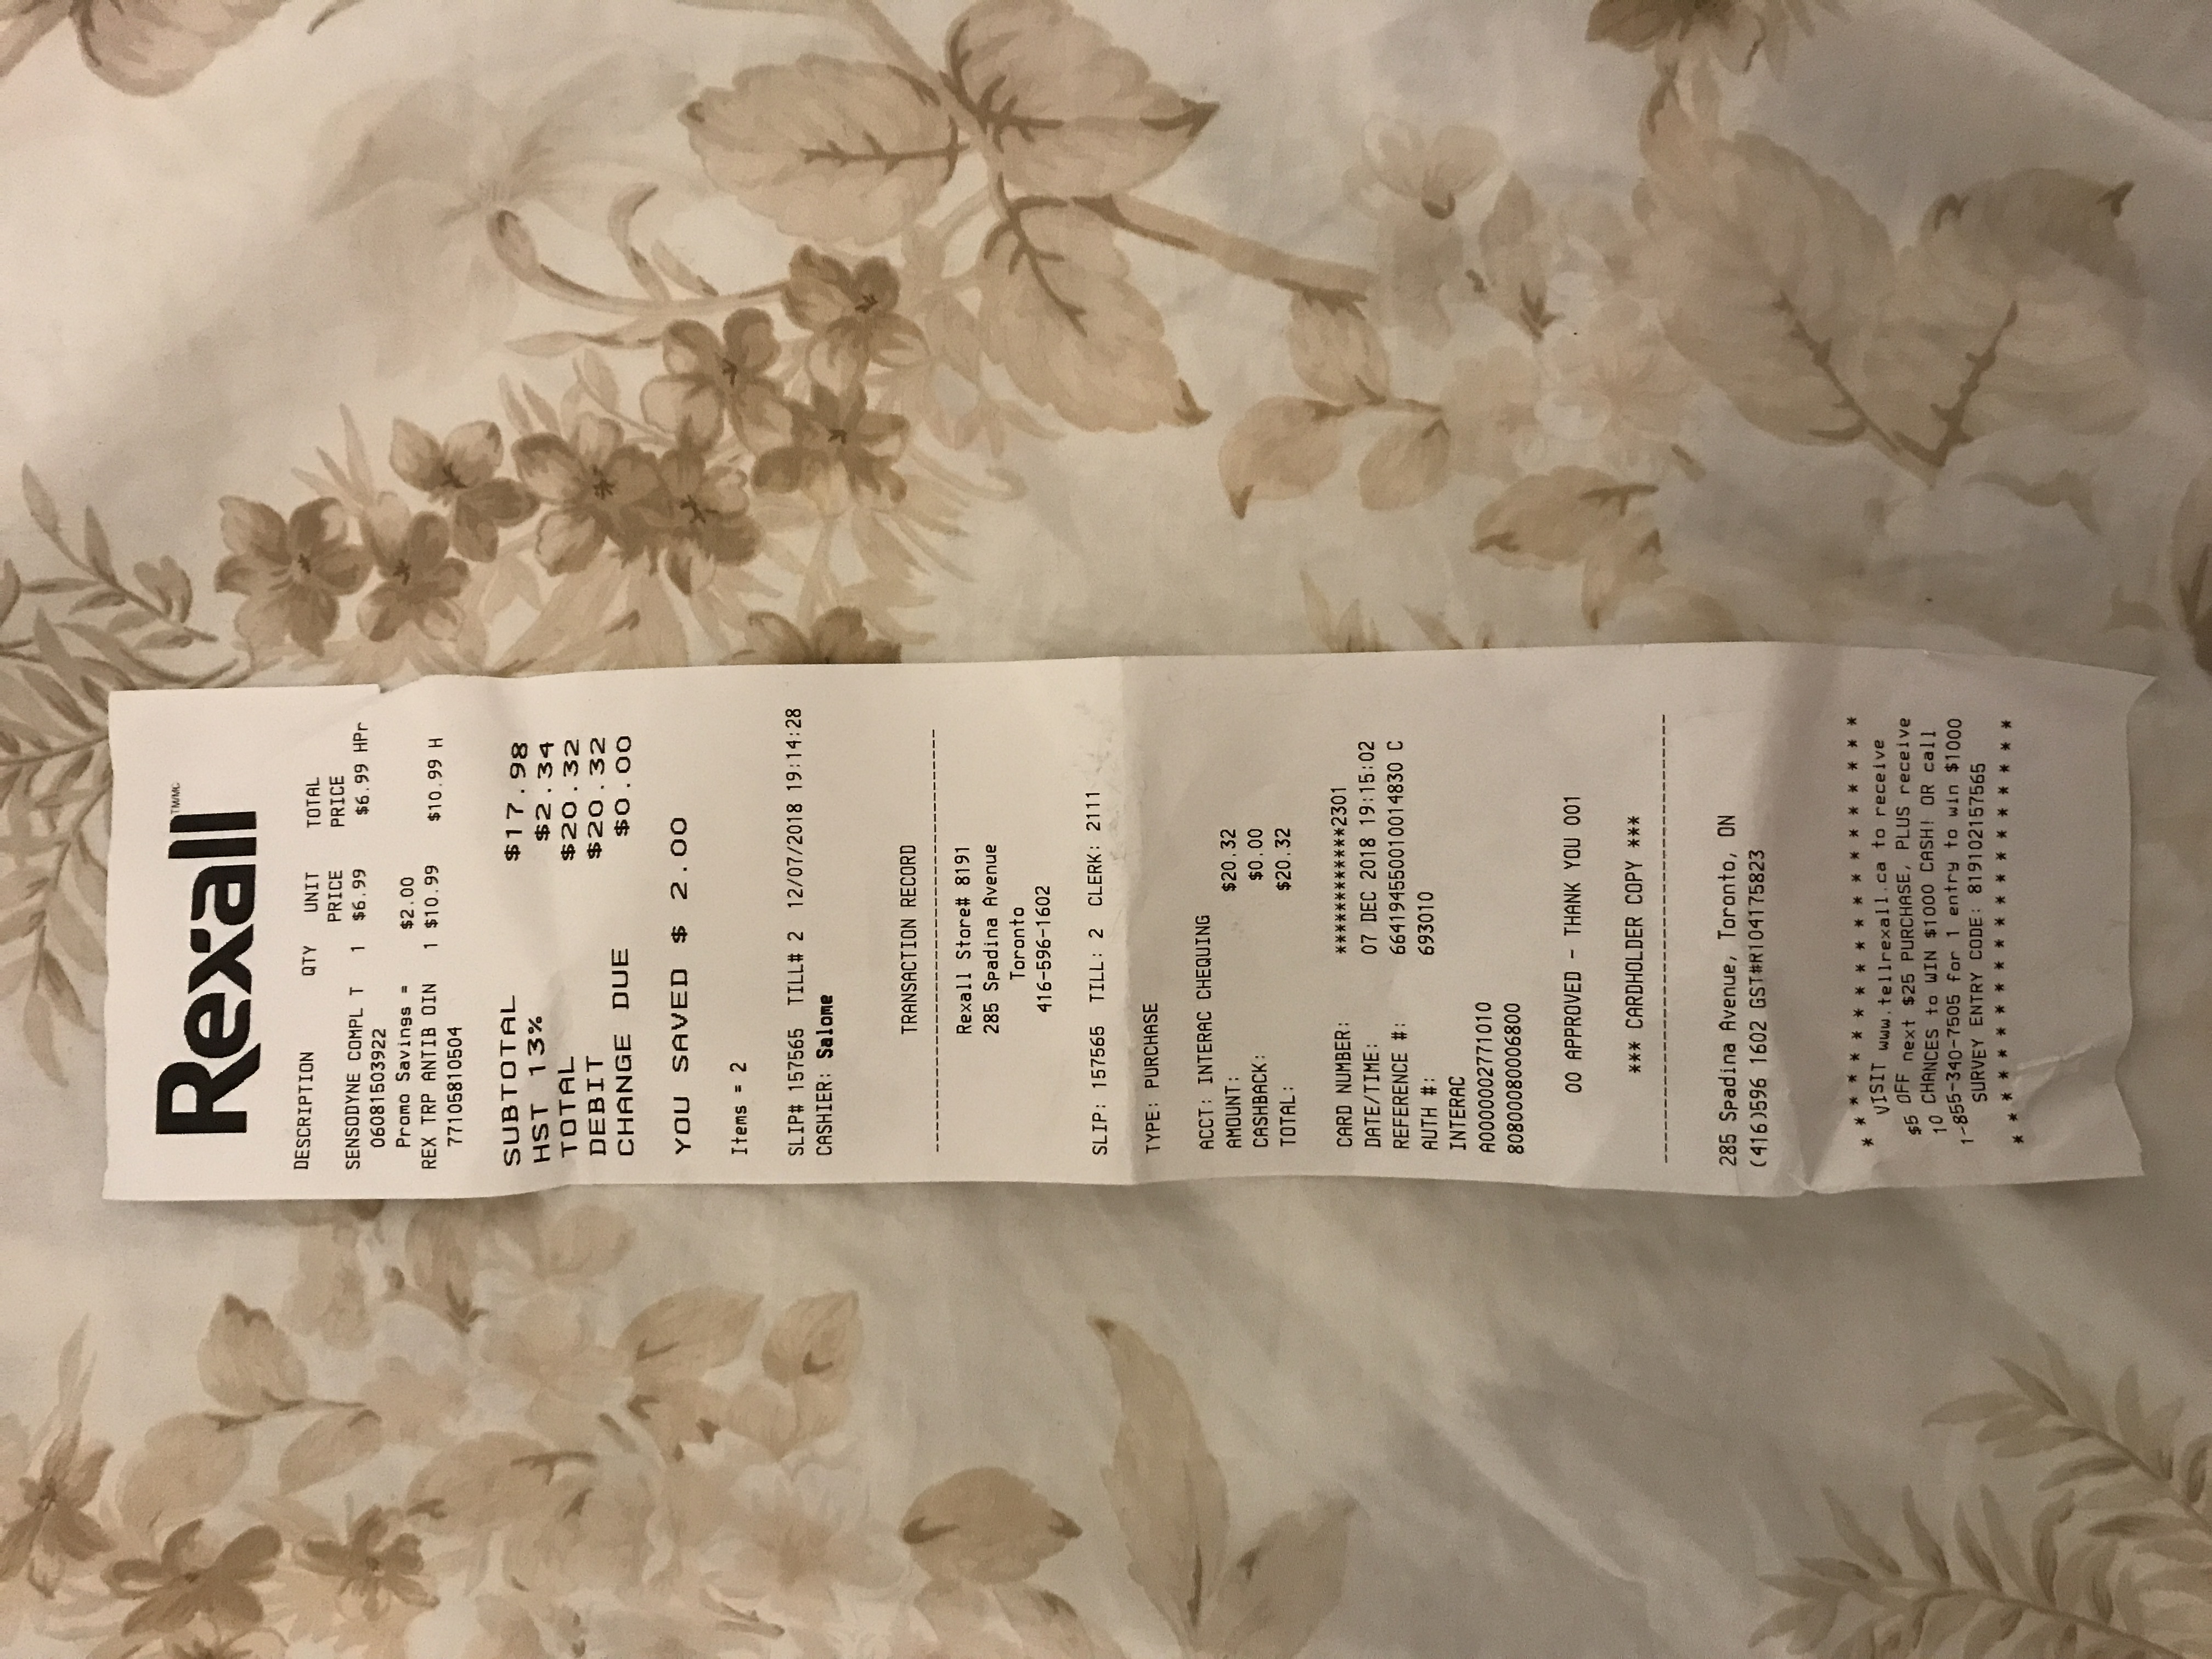 Rexall TM/MC
DESCRIPTION QTY UNIT TOTAL
PRICE PRICE
SENSODYNE COMPL T 1 $6.99 $6.99 HPr
06081503922
Promo Savings = $2.00
REX TRP ANTIB OIN 1 $10.99 $10.99 H
77105810504
SUBTOTAL $17.98
HST 13% $2.34
TOTAL $20.32
DEBIT $20.32
CHANGE DUE $0.00
YOU SAVED $ 2.00
Items = 2
SLIP# 157565 TILL# 2 12/07/2018 19:14:28
CASHIER: Salome
TRANSACTION RECORD
----------------------------------------
Rexall Store# 8191
285 Spadina Avenue
Toronto
416-596-1602
SLIP: 157565 TILL: 2 CLERK: 2111
TYPE: PURCHASE
ACCT: INTERAC CHEQUING
AMOUNT: $20.32
CASHBACK: $0.00
TOTAL: $20.32
CARD NUMBER: ************2301
DATE/TIME: 07 DEC 2018 19:15:02
REFERENCE #: 664194550010014830 C
AUTH #: 693010
INTERAC
A0000002771010
80800080006800
00 APPROVED - THANK YOU 001
*** CARDHOLDER COPY ***
----------------------------------------
285 Spadina Avenue, Toronto, ON
(416)596 1602 GST#R104175823
* * * * * * * * * * * * * * * * * * * *
VISIT www.tellrexall.ca to receive
$5 OFF next $25 PURCHASE, PLUS receive
10 CHANCES to WIN $1000 CASH! OR call
1-855-340-7505 for 1 entry to win $1000
SURVEY ENTRY CODE: 819102157565
* * * * * * * * * * * * * * * * * * * *